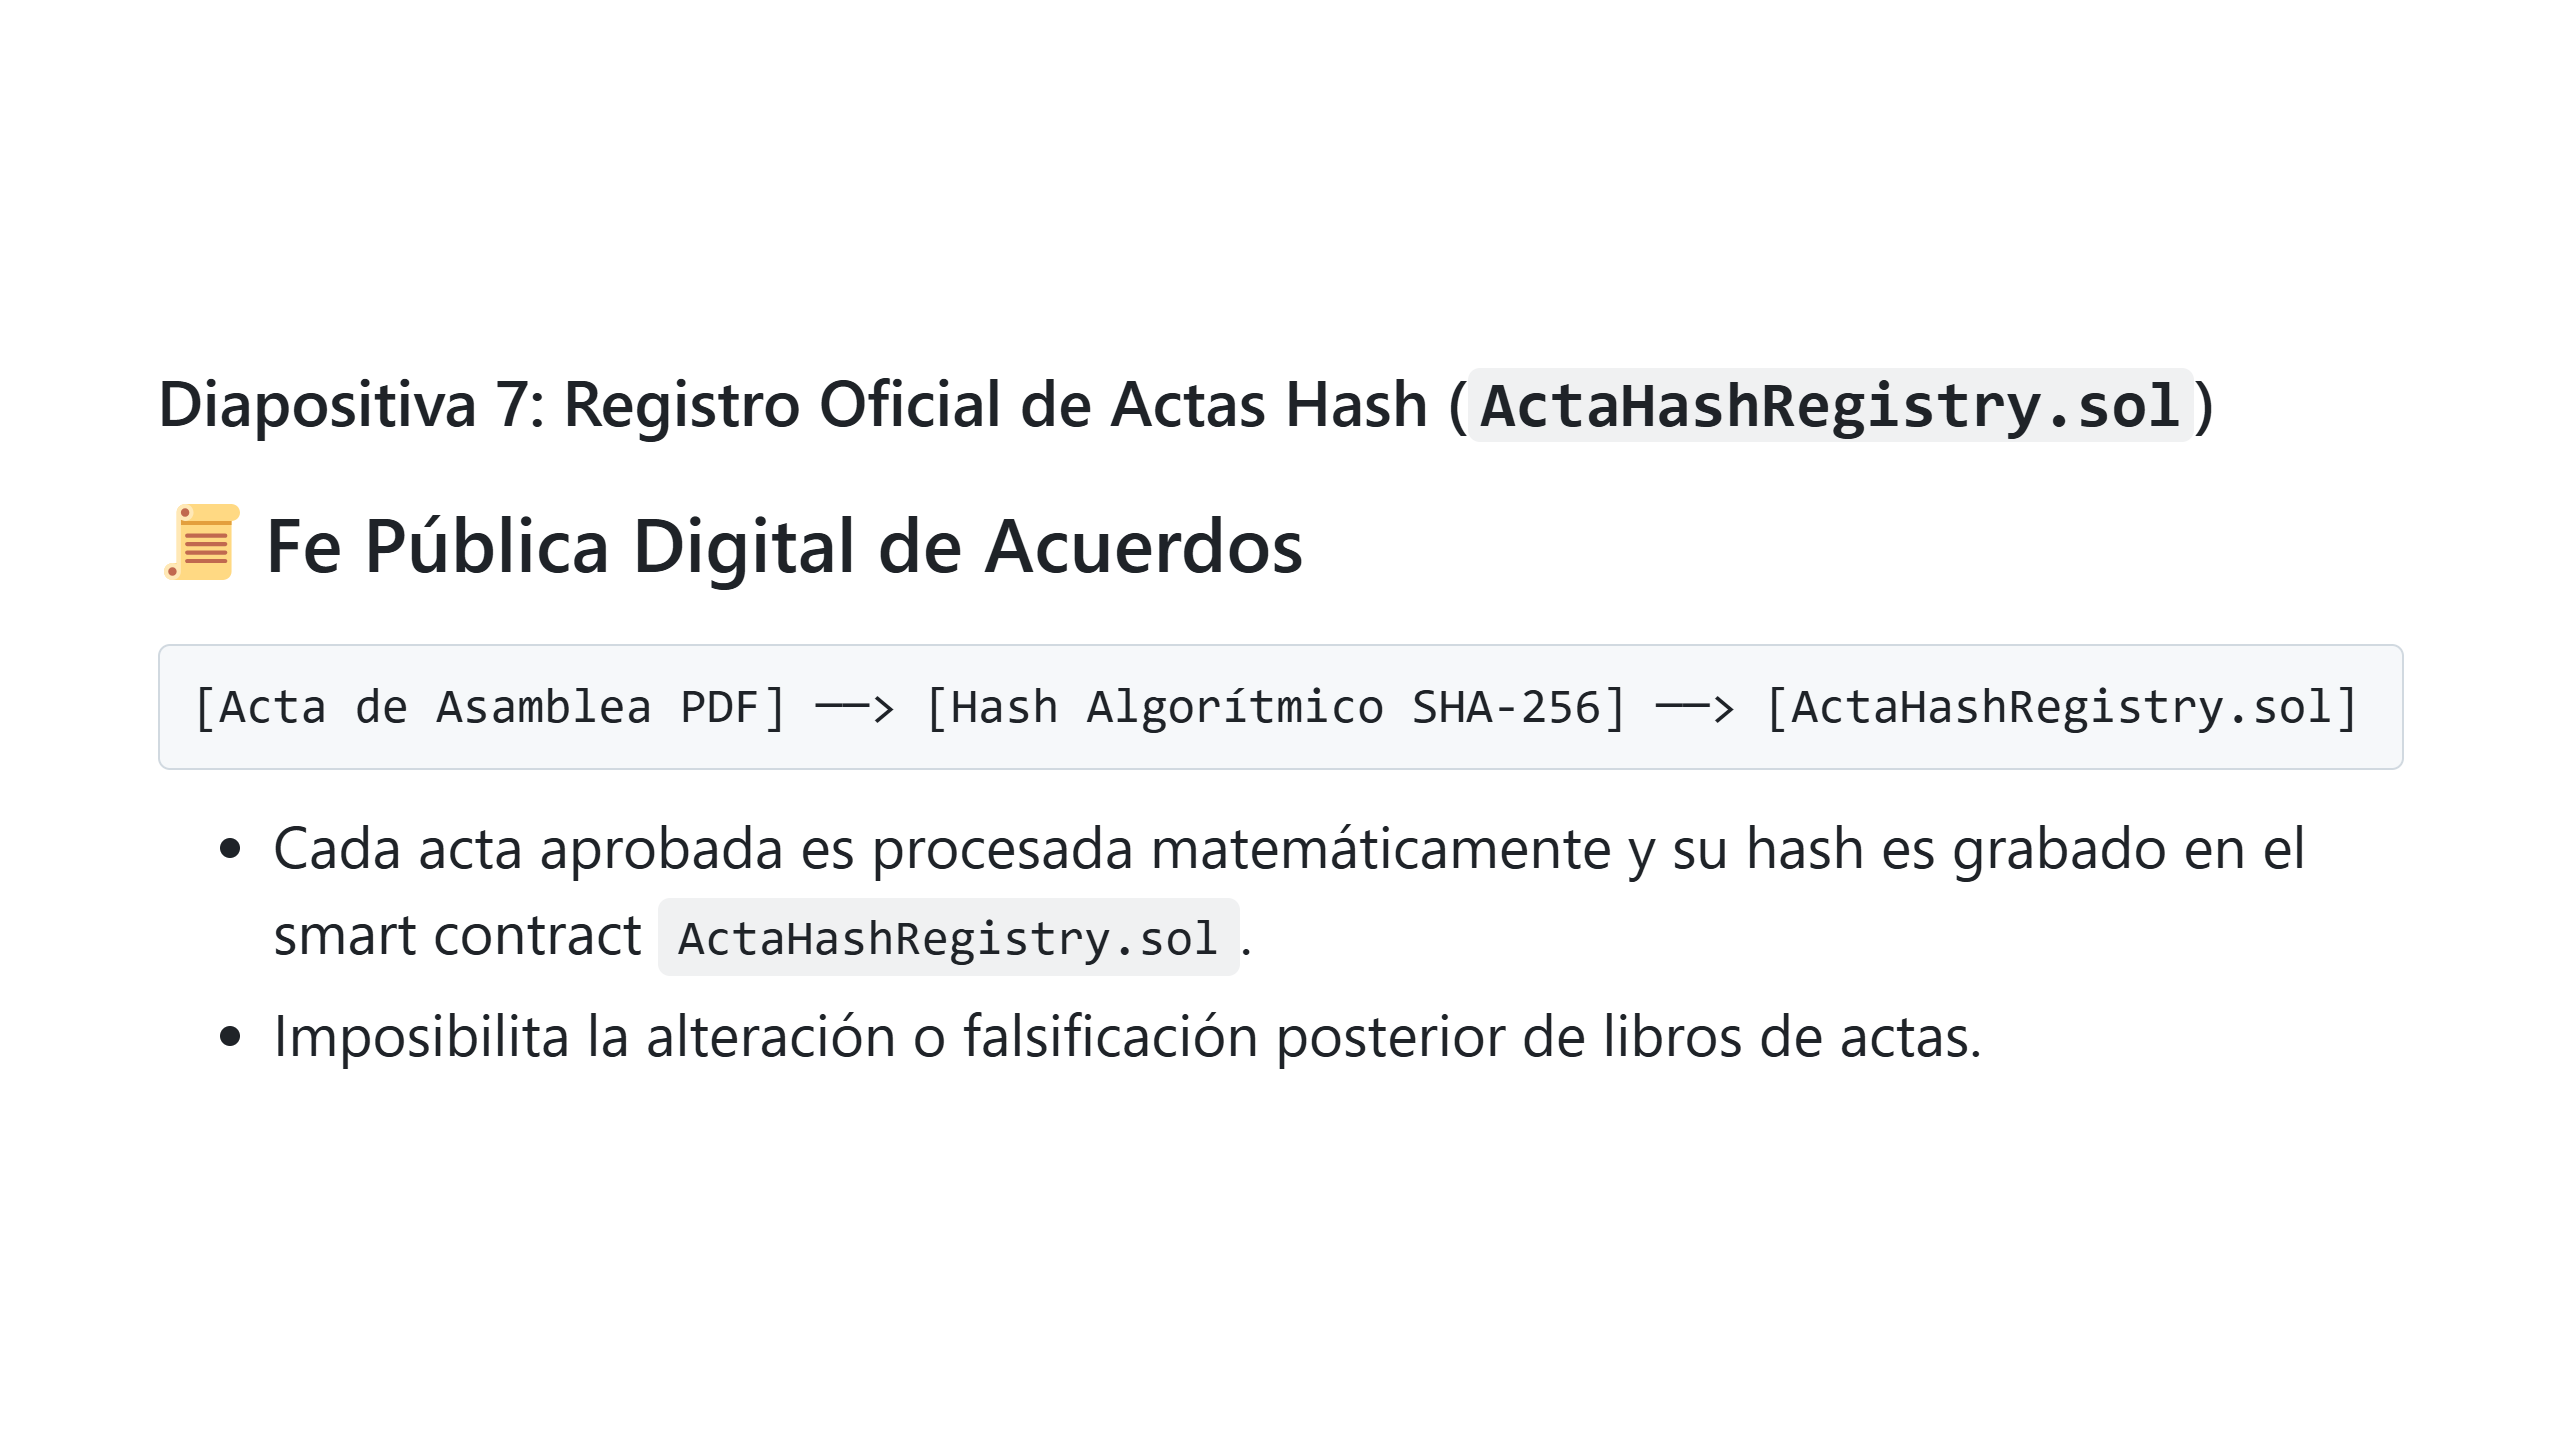 Diapositiva 7: Registro Oficial de Actas Hash (ActaHashRegistry.sol)
📜 Fe Pública Digital de Acuerdos
[Acta de Asamblea PDF] ──> [Hash Algorítmico SHA-256] ──> [ActaHashRegistry.sol]
• Cada acta aprobada es procesada matemáticamente y su hash es grabado en el
smart contract ActaHashRegistry.sol.
• Imposibilita la alteración o falsificación posterior de libros de actas.